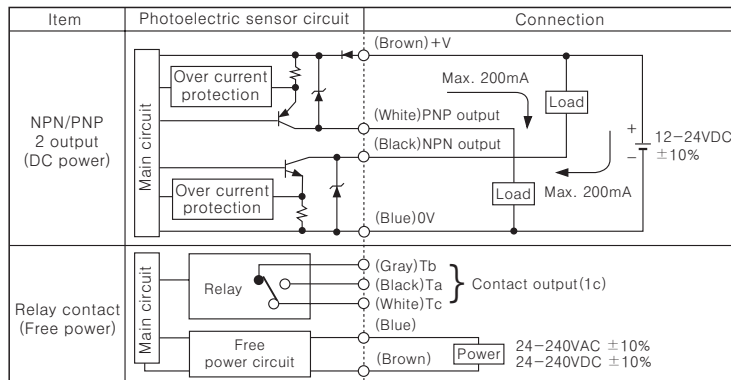 Item
Photoelectric sensor circuit
Connection
NPN/PNP
2 output
(DC power)
Main circuit
Over current
protection
Over current
protection
(Brown)+V
(White)PNP output
(Black)NPN output
(Blue)0V
Max. 200mA
Load
Load
Max. 200mA
+
−
12-24VDC
±10%
Relay contact
(Free power)
Main circuit
Relay
Free
power circuit
(Gray)Tb
(Black)Ta
(White)Tc
Contact output(1c)
(Blue)
(Brown)
Power
24-240VAC ±10%
24-240VDC ±10%